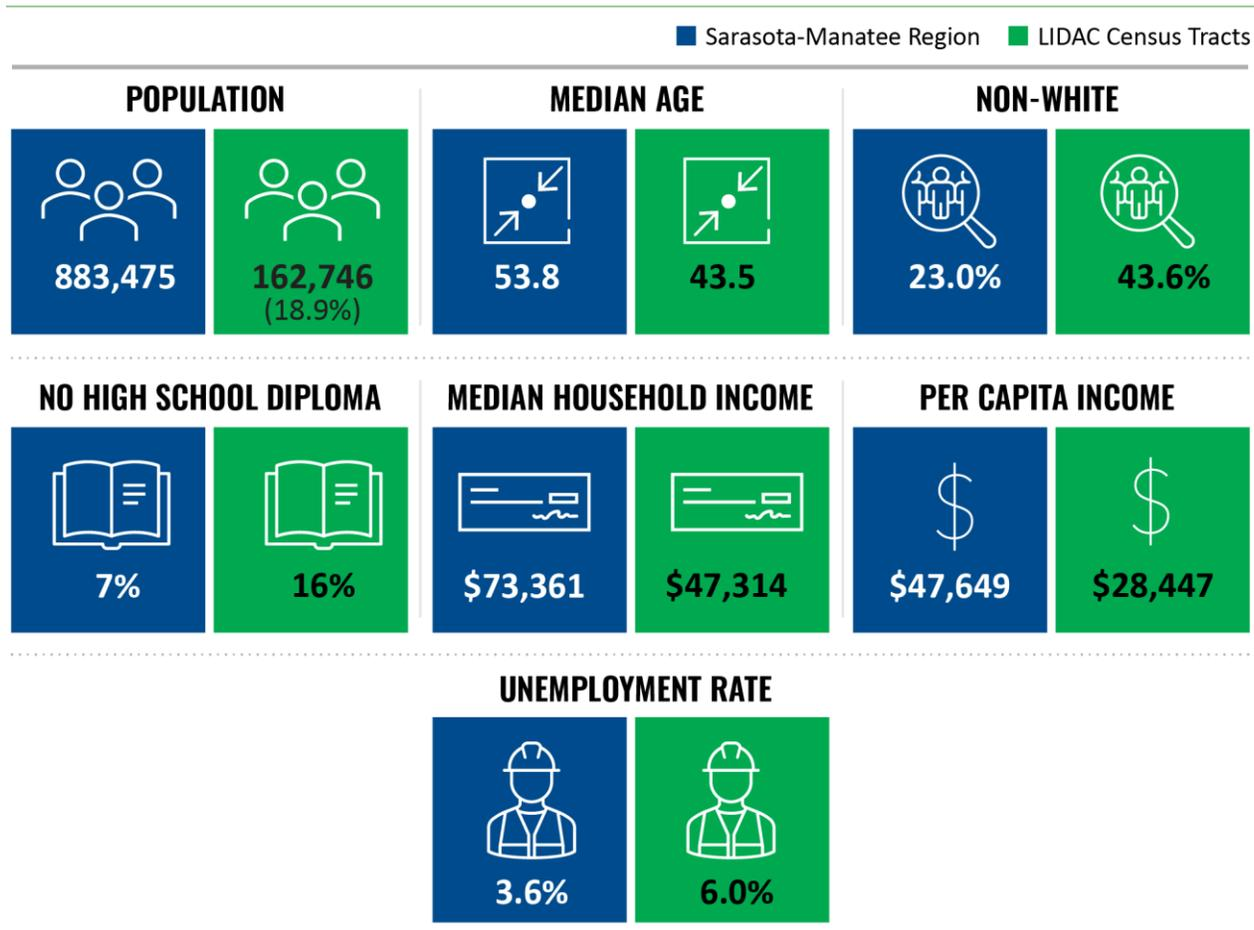 Sarasota-Manatee Region LIDAC Census Tracts
POPULATION MEDIAN AGE NON-WHITE
883,475 162,746 53.8 43.5 23.0% 43.6%
(18.9%)
NO HIGH SCHOOL DIPLOMA MEDIAN HOUSEHOLD INCOME PER CAPITA INCOME
7% 16% $73,361 $47,314 $47,649 $28,447
UNEMPLOYMENT RATE
3.6% 6.0%